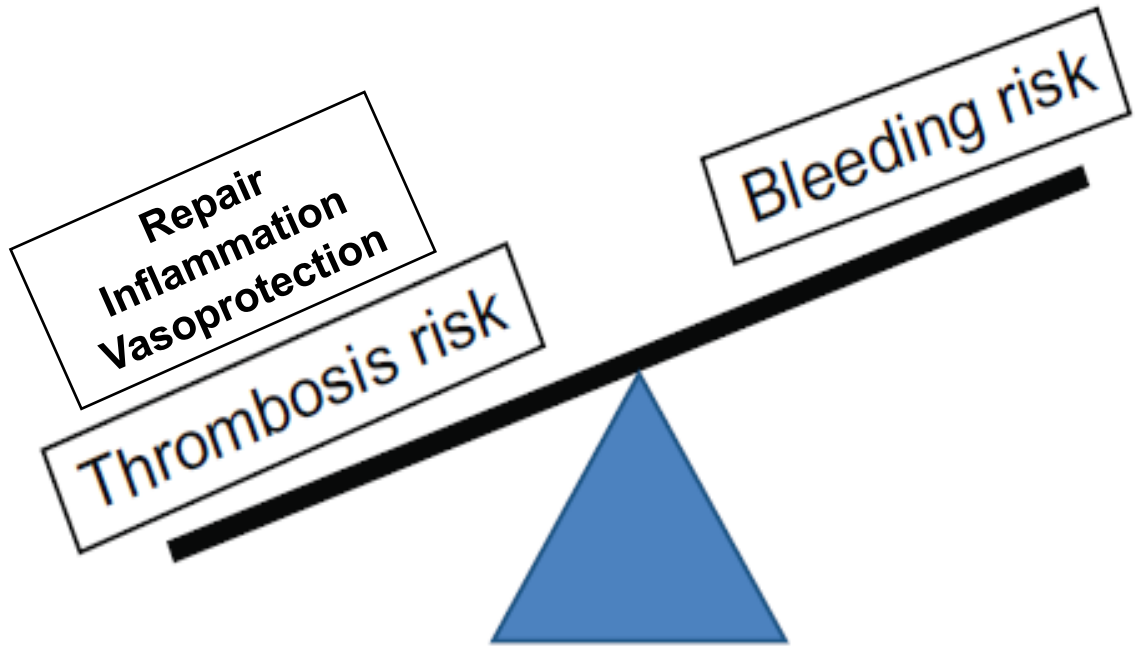 Repair
Inflammation
Vasoprotection
Thrombosis risk
Bleeding risk